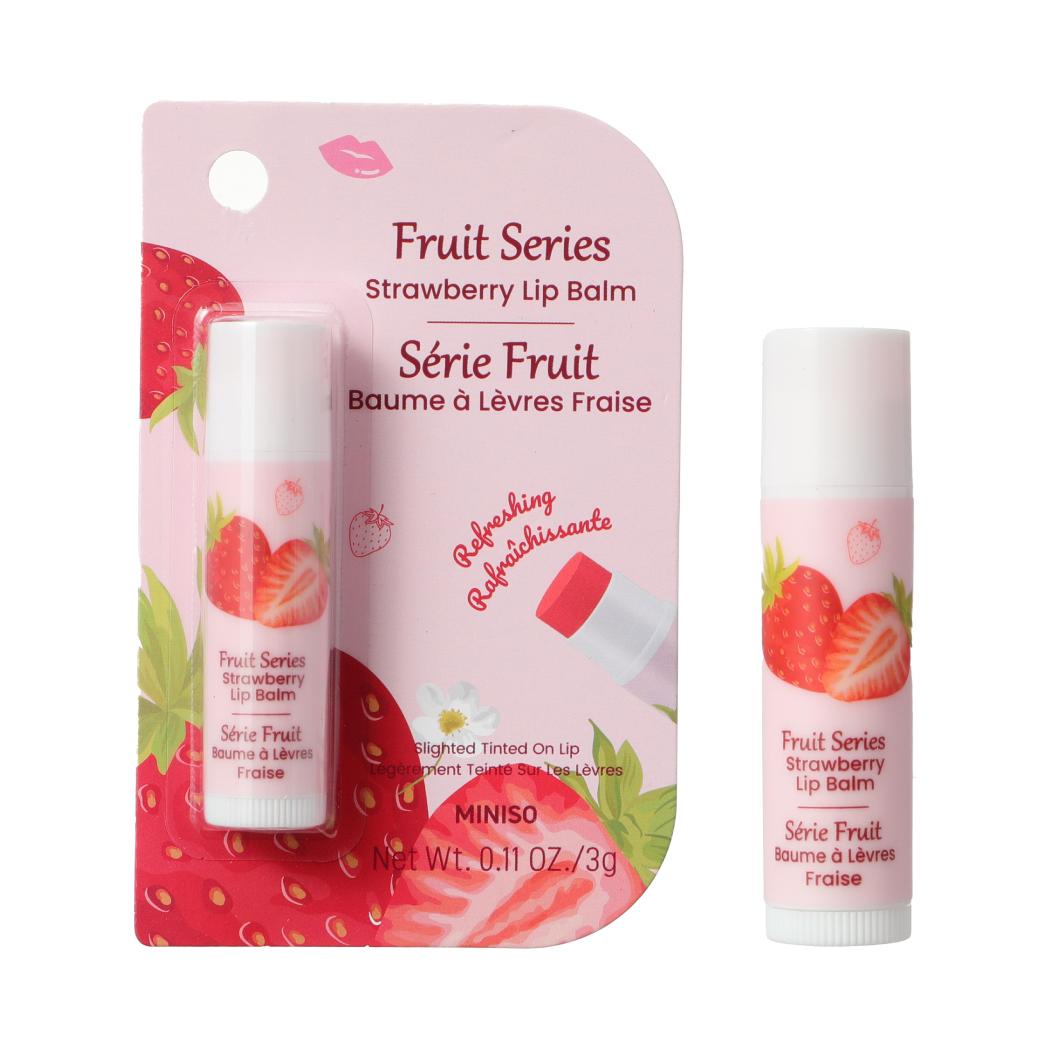 Fruit Series
Strawberry Lip Balm
Série Fruit
Baume à Lèvres Fraise
Refreshing
Rafraîchissante
Fruit Series
Strawberry
Lip Balm
Série Fruit
Baume à Lèvres
Fraise
Slighted Tinted On Lip
Légèrement Teinté Sur Les Lèvres
MINISO
Net Wt. 0.11 OZ./3g
Fruit Series
Strawberry
Lip Balm
Série Fruit
Baume à Lèvres
Fraise